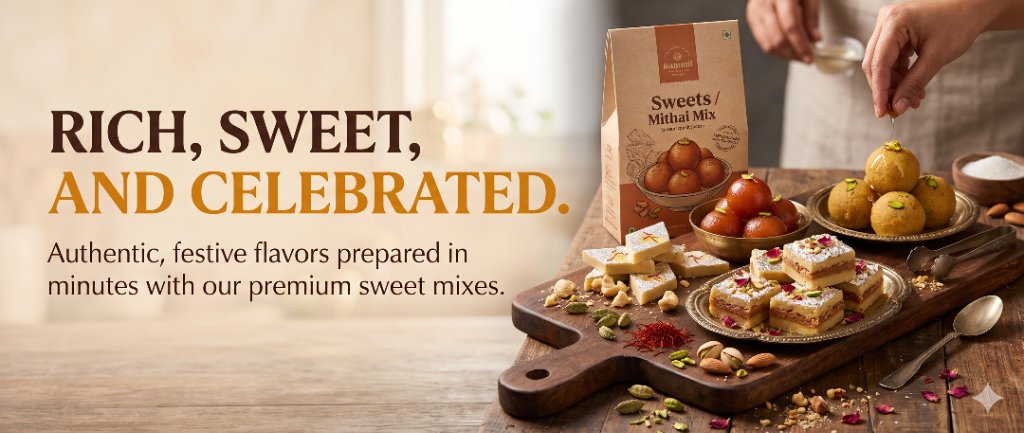 RICH, SWEET,
AND CELEBRATED.
Authentic, festive flavors prepared in
minutes with our premium sweet mixes.
Sweets /
Mithai Mix